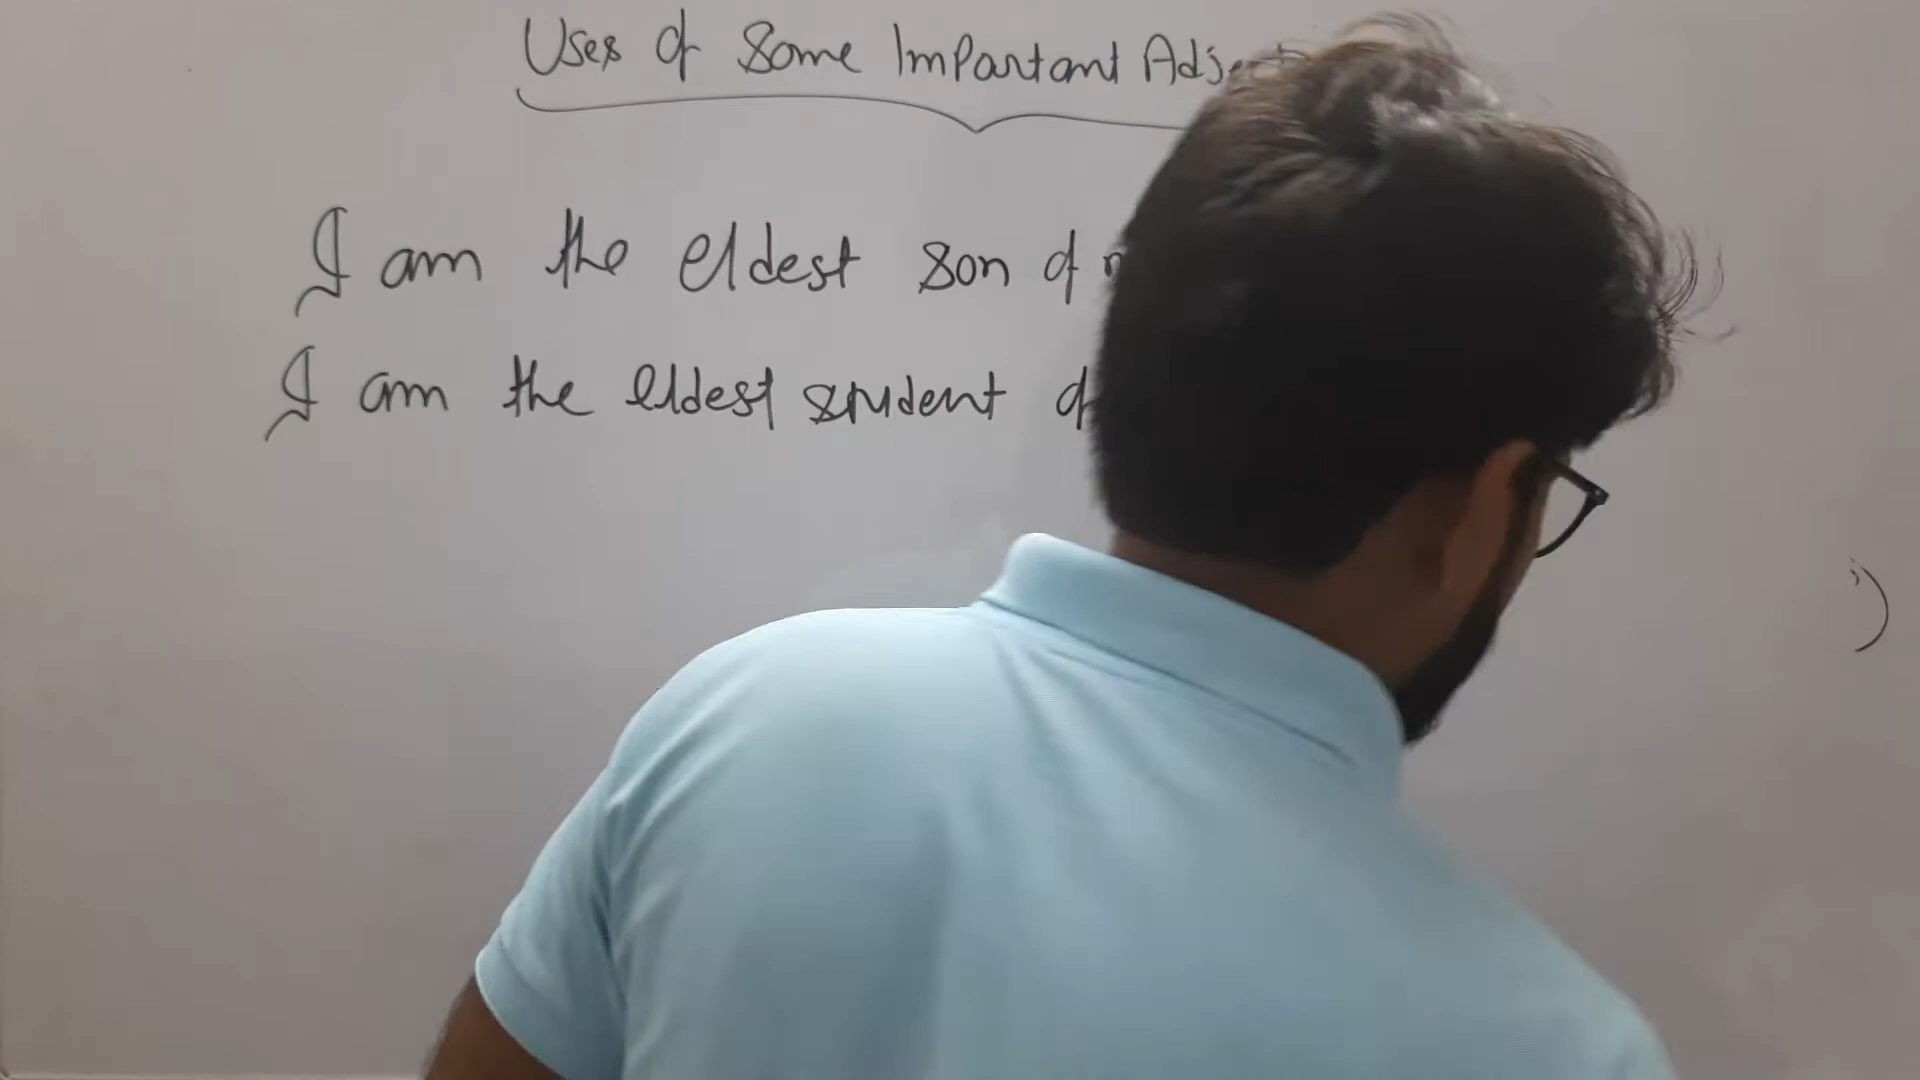 Uses of Some Important
I am the eldest son of
I am the eldest student of
)